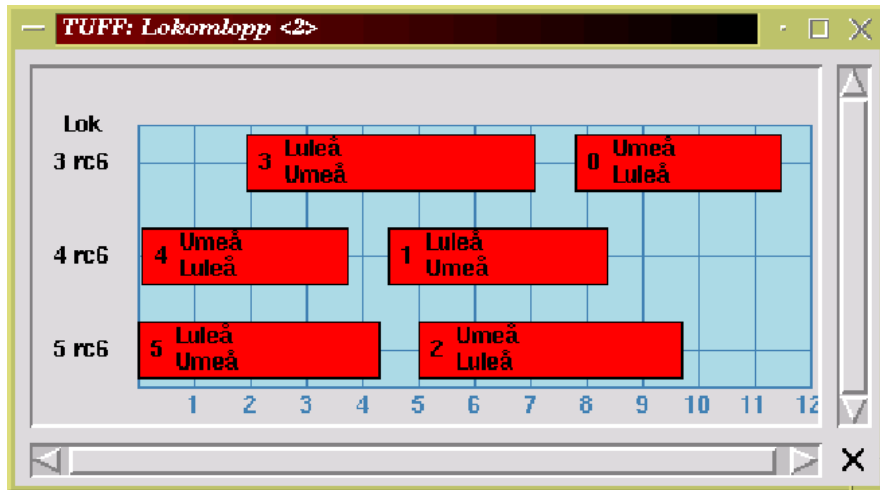 TUFF: Lokomlopp <2>
Lok
3 rc6
3 Luleå
Umeå
0 Umeå
Luleå
4 rc6
4 Umeå
Luleå
1 Luleå
Umeå
5 rc6
5 Luleå
Umeå
2 Umeå
Luleå
1 2 3 4 5 6 7 8 9 10 11 12